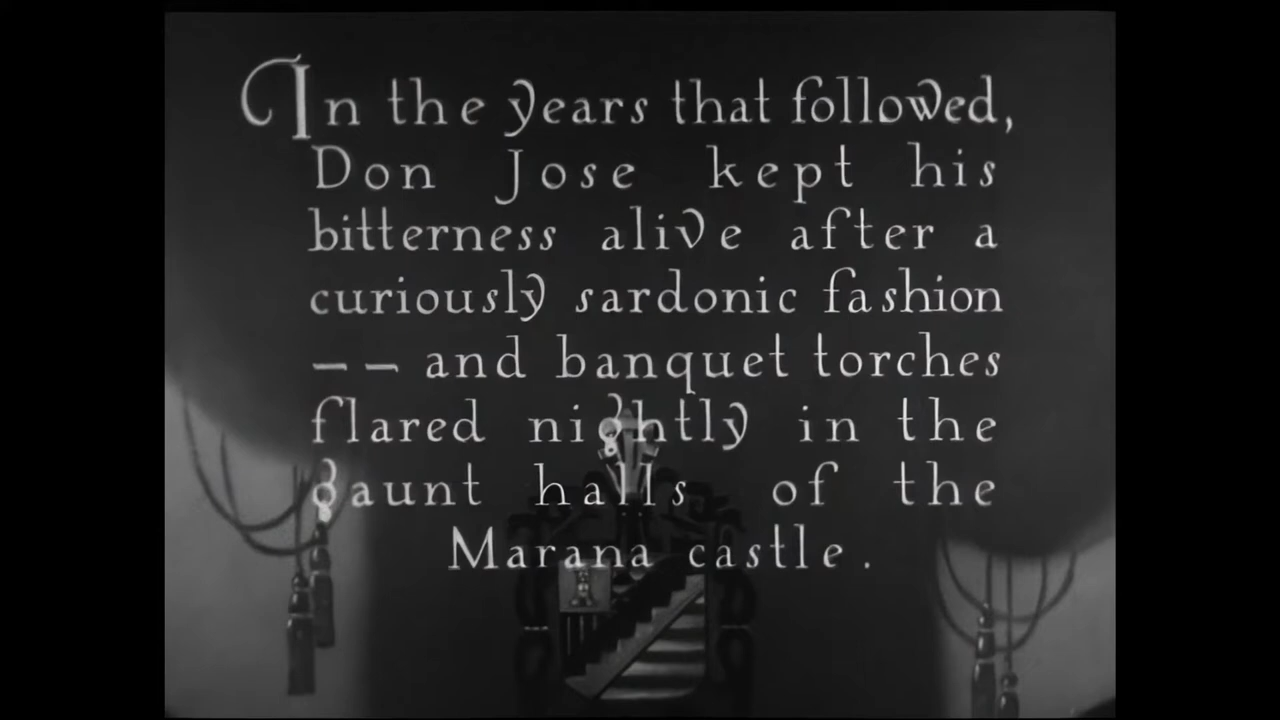 In the years that followed,
Don Jose kept his
bitterness alive after a
curiously sardonic fashion
-- and banquet torches
flared nightly in the
gaunt halls of the
Marana castle.